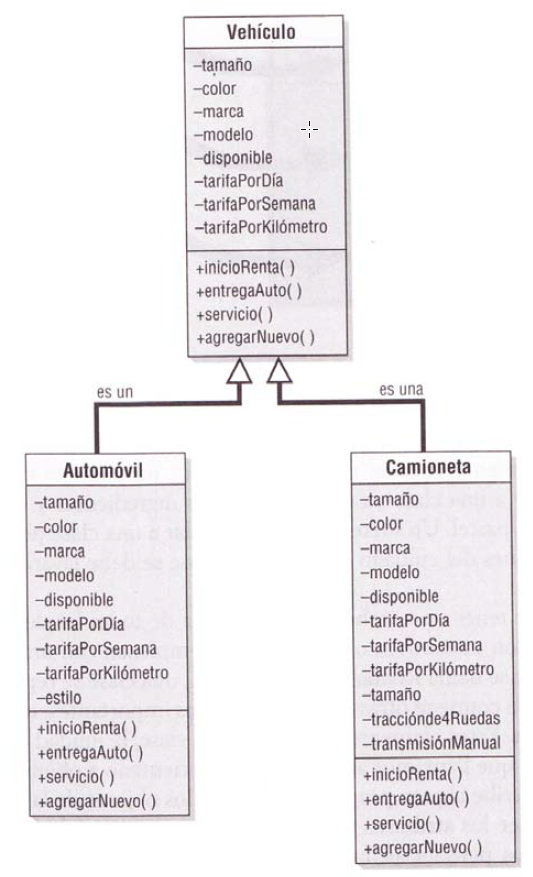 Vehículo
–tamaño
–color
–marca
–modelo
–disponible
–tarifaPorDía
–tarifaPorSemana
–tarifaPorKilómetro
+inicioRenta( )
+entregaAuto( )
+servicio( )
+agregarNuevo( )
es un
es una
Automóvil
–tamaño
–color
–marca
–modelo
–disponible
–tarifaPorDía
–tarifaPorSemana
–tarifaPorKilómetro
–estilo
+inicioRenta( )
+entregaAuto( )
+servicio( )
+agregarNuevo( )
Camioneta
–tamaño
–color
–marca
–modelo
–disponible
–tarifaPorDía
–tarifaPorSemana
–tarifaPorKilómetro
–tamaño
–tracciónde4Ruedas
–transmisiónManual
+inicioRenta( )
+entregaAuto( )
+servicio( )
+agregarNuevo( )